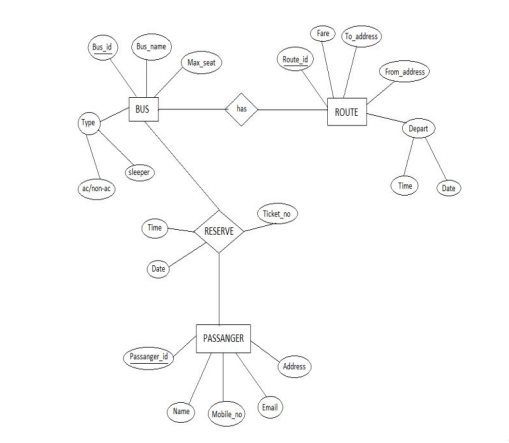 Bus_id
Bus_name
Max_seat
Fare
To_address
Route_id
From_address
BUS
has
ROUTE
Type
Depart
sleeper
ac/non-ac
Time
Date
Ticket_no
Time
RESERVE
Date
PASSANGER
Passanger_id
Address
Name
Mobile_no
Email